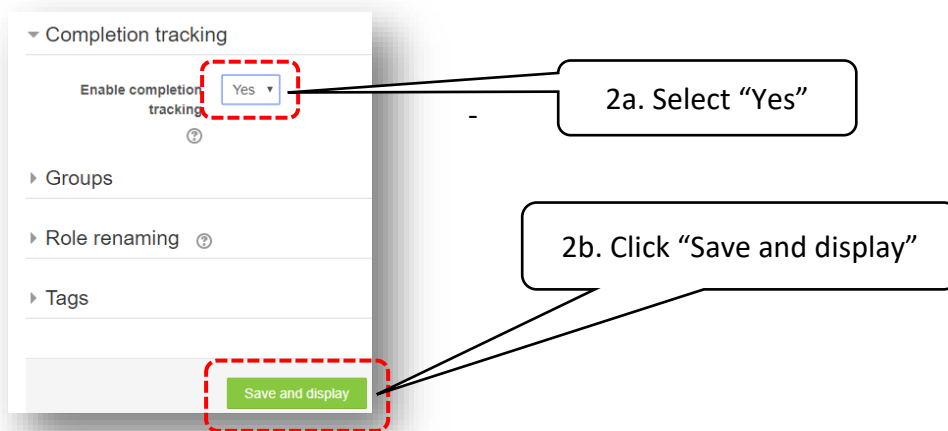 Completion tracking
Enable completion
tracking
Yes
2a. Select “Yes”
-
Groups
Role renaming
2b. Click “Save and display”
Tags
Save and display